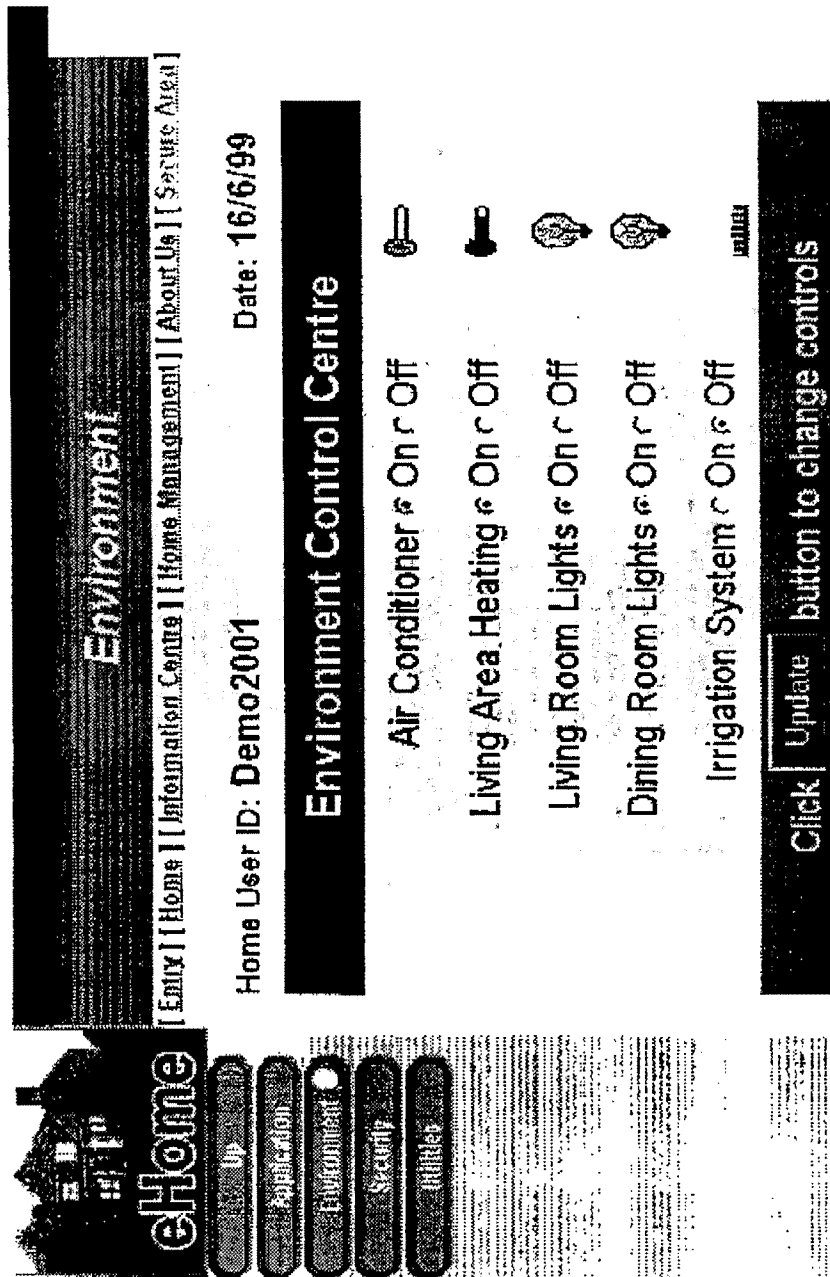 Environment
[ Entry ] [ Home ] [ Information Centre ] [ Home Management ] [ About Us ] [ Secure Area ]
eHome
Up
Application
Environment
Security
Utilities
Home User ID: Demo2001 Date: 16/6/99
Environment Control Centre
Air Conditioner On Off
Living Area Heating On Off
Living Room Lights On Off
Dining Room Lights On Off
Irrigation System On Off
Click Update button to change controls